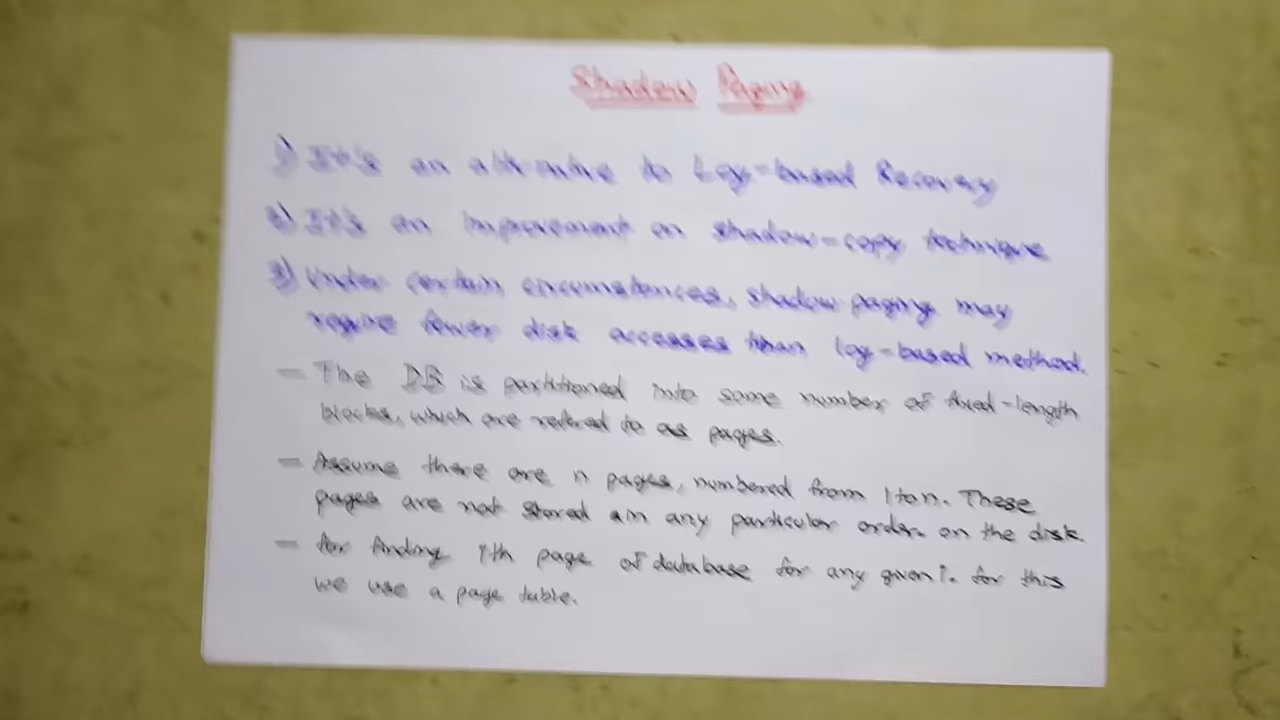 Shadow Paging
1) It's an alternative to Log-based Recovery
2) It's an improvement on shadow-copy technique
3) Under certain circumstances, shadow paging may
require fewer disk accesses than log-based method.
– The DB is partitioned into some number of fixed-length
blocks, which are refered to as pages.
– Assume there are n pages, numbered from 1 to n. These
pages are not stored in any particular order. on the disk.
– for finding ith page of database for any given i. for this
we use a page table.